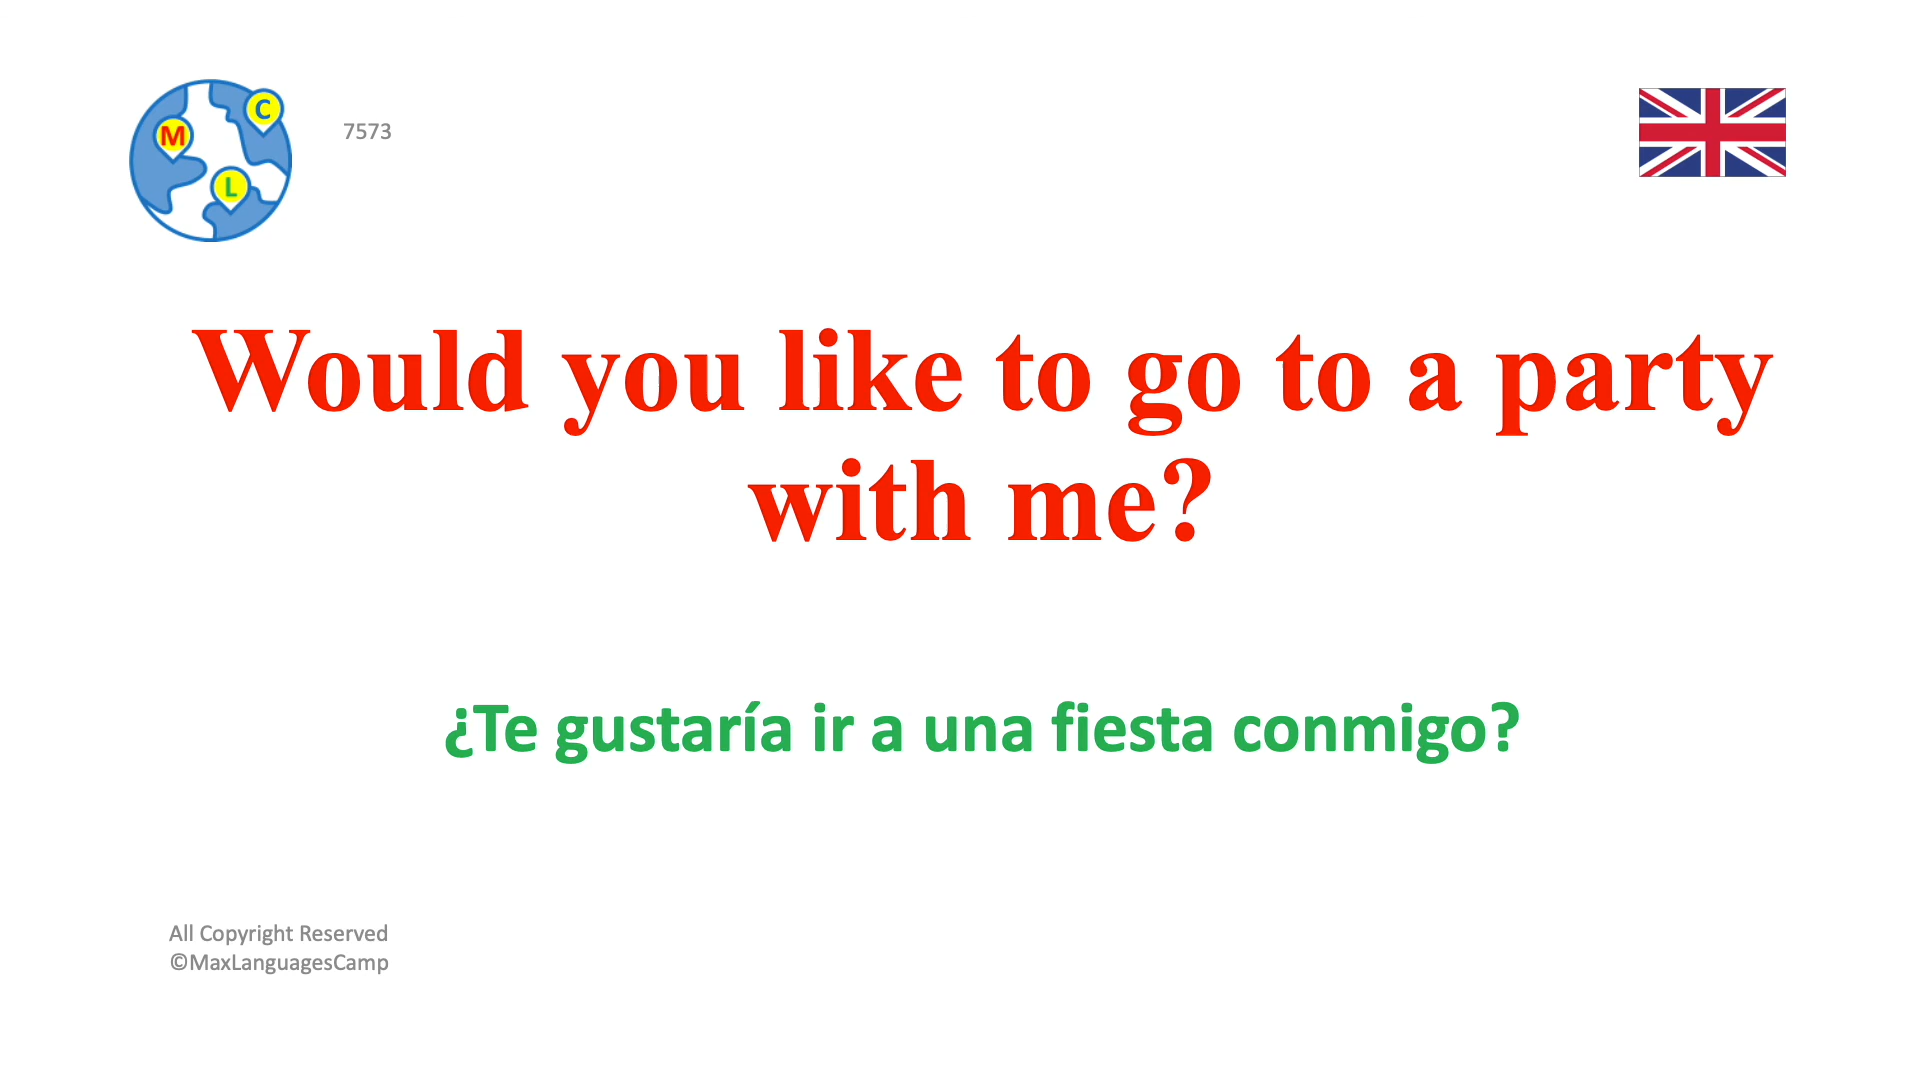 M
C
L
7573
Would you like to go to a party
with me?
¿Te gustaría ir a una fiesta conmigo?
All Copyright Reserved
©MaxLanguagesCamp